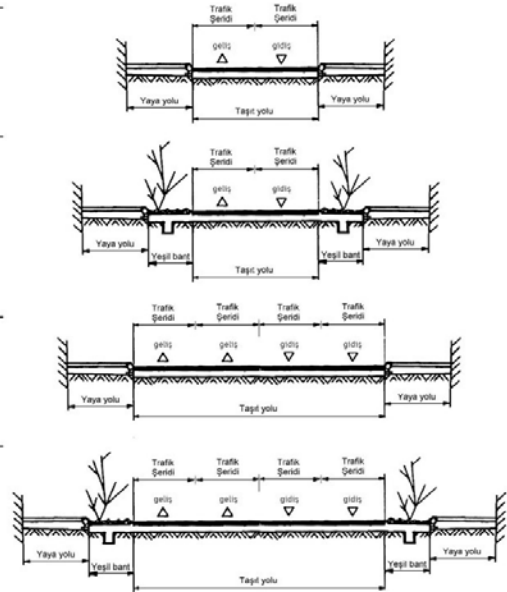 Trafik Trafik
Şeridi Şeridi
geliş gidiş
Yaya yolu Taşıt yolu Yaya yolu
Trafik Trafik
Şeridi Şeridi
geliş gidiş
Yaya yolu Yeşil bant Taşıt yolu Yeşil bant Yaya yolu
Trafik Trafik Trafik Trafik
Şeridi Şeridi Şeridi Şeridi
geliş geliş gidiş gidiş
Yaya yolu Taşıt yolu Yaya yolu
Trafik Trafik Trafik Trafik
Şeridi Şeridi Şeridi Şeridi
geliş geliş gidiş gidiş
Yaya yolu Yeşil bant Taşıt yolu Yeşil bant Yaya yolu